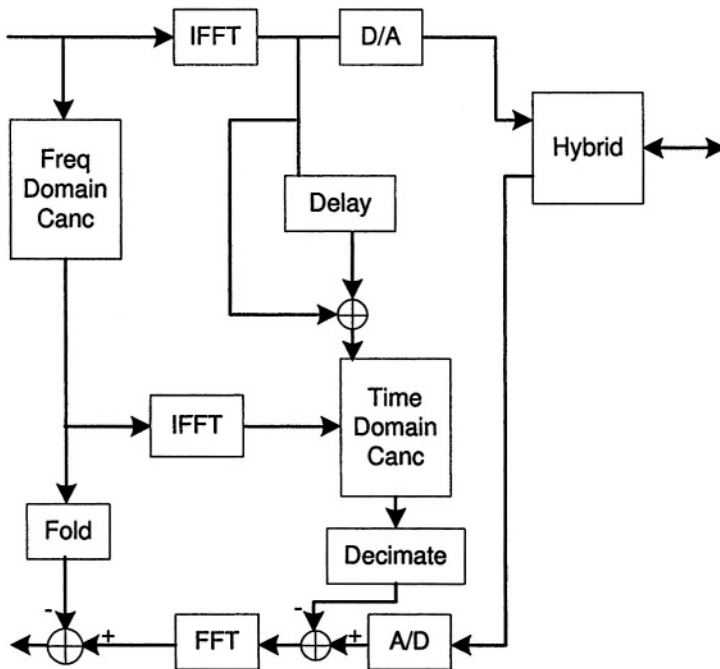 IFFT
D/A
Freq
Domain
Canc
Hybrid
Delay
Time
Domain
Canc
IFFT
Fold
Decimate
-
-
+
FFT
+
A/D